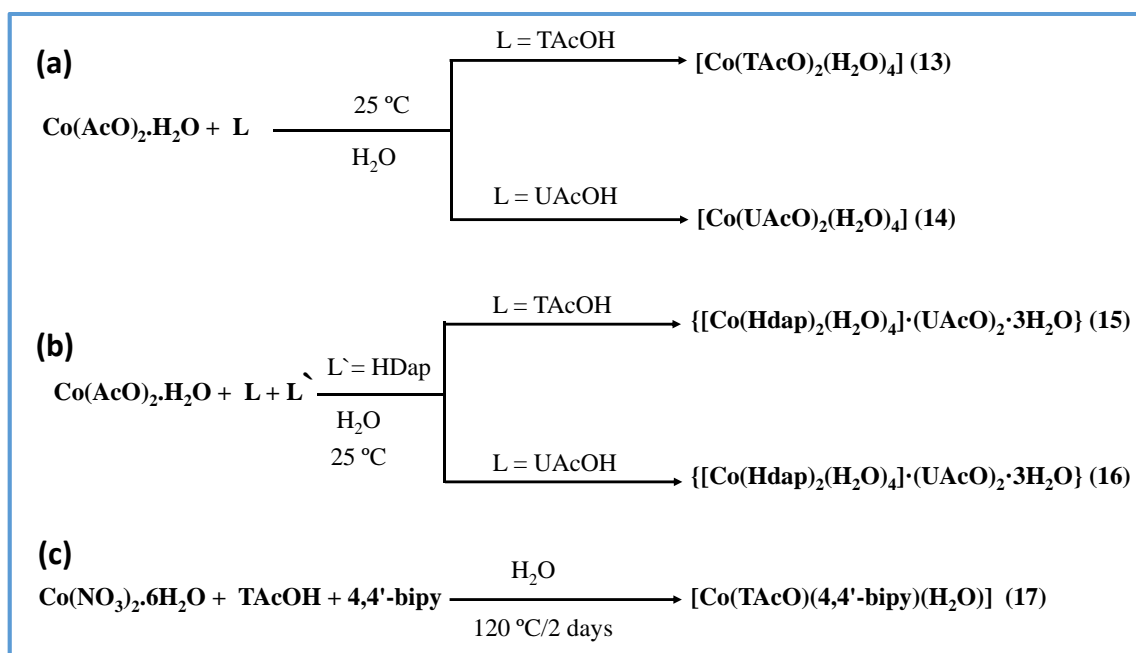 (a)
L = TAcOH
[Co(TAcO)₂(H₂O)₄] (13)
25 ºC
Co(AcO)₂.H₂O + L
H₂O
L = UAcOH
[Co(UAcO)₂(H₂O)₄] (14)
(b)
L = TAcOH
{[Co(Hdap)₂(H₂O)₄]·(UAcO)₂·3H₂O} (15)
L`= HDap
Co(AcO)₂.H₂O + L + L`
H₂O
25 ºC
L = UAcOH
{[Co(Hdap)₂(H₂O)₄]·(UAcO)₂·3H₂O} (16)
(c)
H₂O
Co(NO₃)₂.6H₂O + TAcOH + 4,4'-bipy
[Co(TAcO)(4,4'-bipy)(H₂O)] (17)
120 ºC/2 days